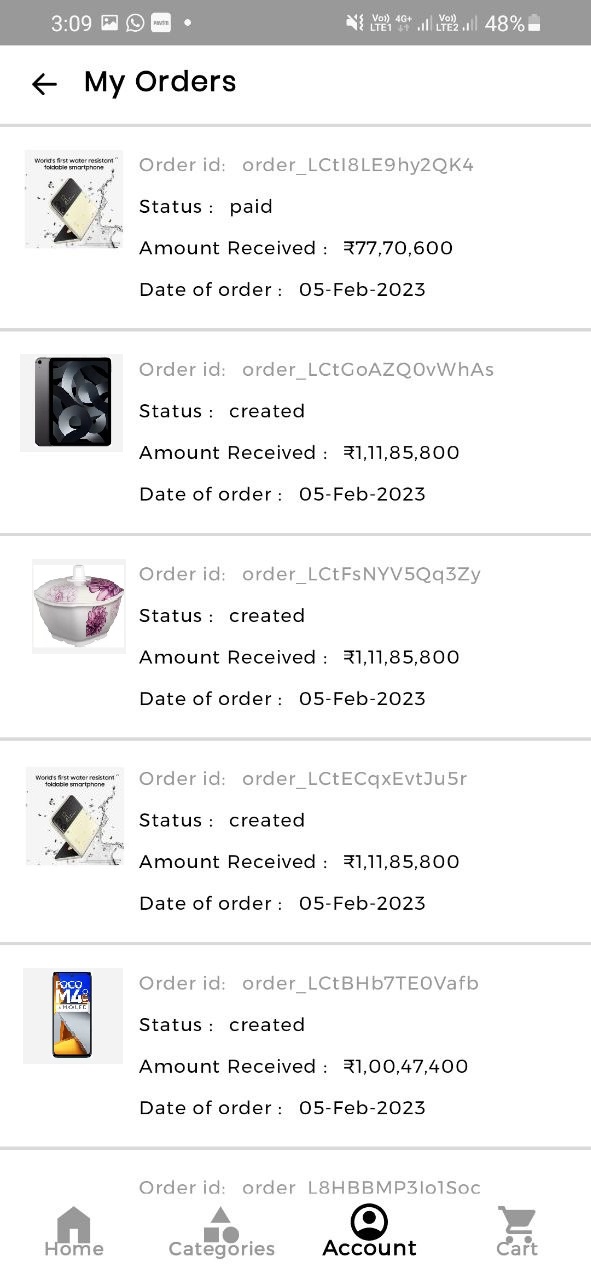 3:09 Vo)) 4G+ Vo)) 48%
LTE1 LTE2
My Orders
World's first water resistant
foldable smartphone
Order id: order_LCtI8LE9hy2QK4
Status : paid
Amount Received : ₹77,70,600
Date of order : 05-Feb-2023
Order id: order_LCtGoAZQ0vWhAs
Status : created
Amount Received : ₹1,11,85,800
Date of order : 05-Feb-2023
Order id: order_LCtFsNYV5Qq3Zy
Status : created
Amount Received : ₹1,11,85,800
Date of order : 05-Feb-2023
World's first water resistant
foldable smartphone
Order id: order_LCtECqxEvtJu5r
Status : created
Amount Received : ₹1,11,85,800
Date of order : 05-Feb-2023
POCO
M4
Order id: order_LCtBHb7TE0Vafb
Status : created
Amount Received : ₹1,00,47,400
Date of order : 05-Feb-2023
Order id: order_L8HBBMP3Io1Soc
Home Categories Account Cart